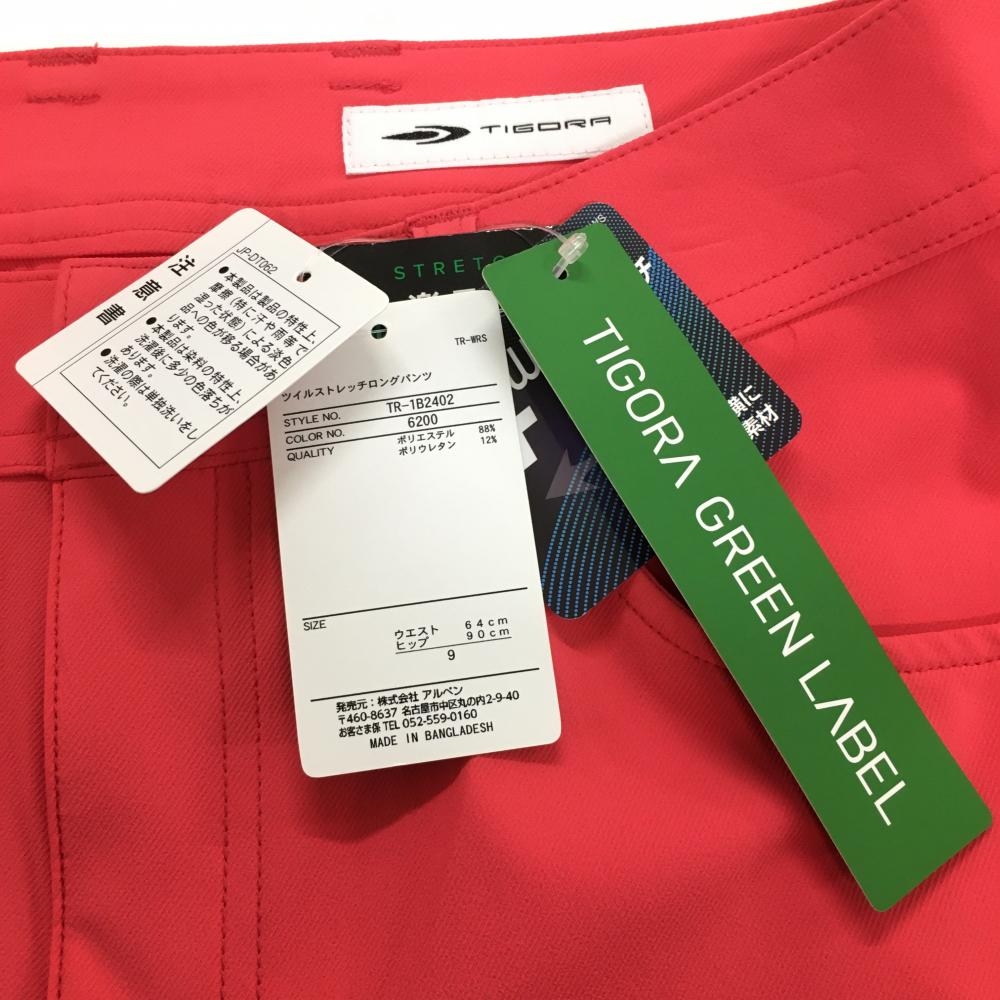 TIGORA
JP-DT062
注意書
●本製品は製品の特性上、
摩擦（特に汗や雨等で
湿った状態）による淡色
品への色が移る場合があ
ります。
●本製品は染料の特性上、
洗濯後に多少の色落ちが
あります。
●洗濯の際は単独洗いをし
てください。
STRETC
TR-WRS
ツイルストレッチロングパンツ
STYLE NO. TR-1B2402
COLOR NO. 6200
QUALITY ポリエステル 88%
ポリウレタン 12%
SIZE
ウエスト 64cm
ヒップ 90cm
9
発売元：株式会社 アルペン
〒460-8637 名古屋市中区丸の内2-9-40
お客さま保 TEL 052-559-0160
MADE IN BANGLADESH
TIGORA GREEN LABEL
横に
素材